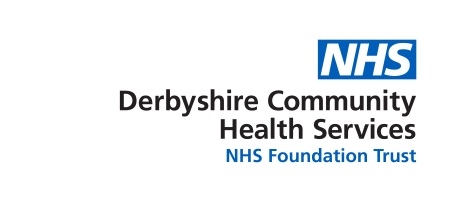 NHS
Derbyshire Community
Health Services
NHS Foundation Trust